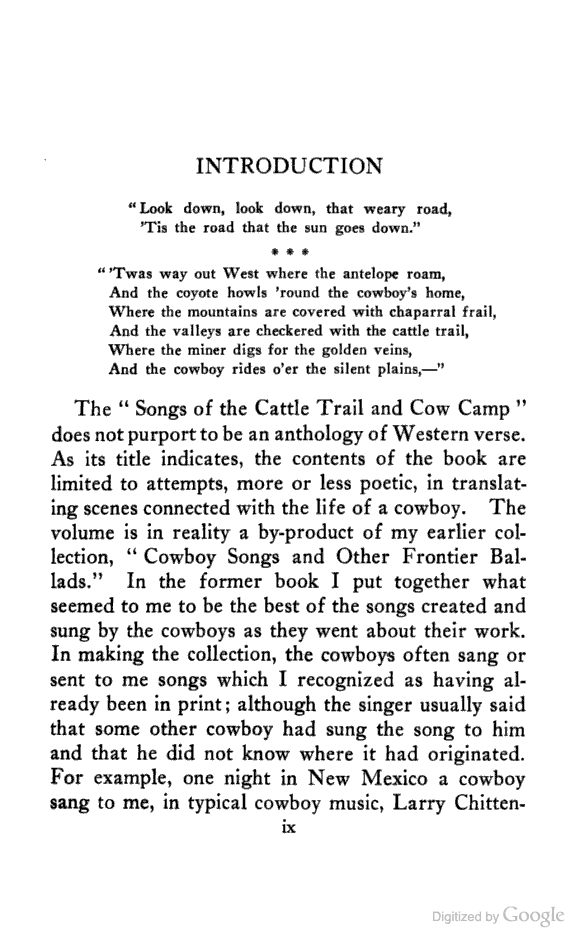 INTRODUCTION
“Look down, look down, that weary road,
’Tis the road that the sun goes down.”
* * *
“’Twas way out West where the antelope roam,
And the coyote howls ’round the cowboy’s home,
Where the mountains are covered with chaparral frail,
And the valleys are checkered with the cattle trail,
Where the miner digs for the golden veins,
And the cowboy rides o’er the silent plains,—”
The “ Songs of the Cattle Trail and Cow Camp ”
does not purport to be an anthology of Western verse.
As its title indicates, the contents of the book are
limited to attempts, more or less poetic, in translat-
ing scenes connected with the life of a cowboy. The
volume is in reality a by-product of my earlier col-
lection, “ Cowboy Songs and Other Frontier Bal-
lads.” In the former book I put together what
seemed to me to be the best of the songs created and
sung by the cowboys as they went about their work.
In making the collection, the cowboys often sang or
sent to me songs which I recognized as having al-
ready been in print; although the singer usually said
that some other cowboy had sung the song to him
and that he did not know where it had originated.
For example, one night in New Mexico a cowboy
sang to me, in typical cowboy music, Larry Chitten-
ix
Digitized by Google